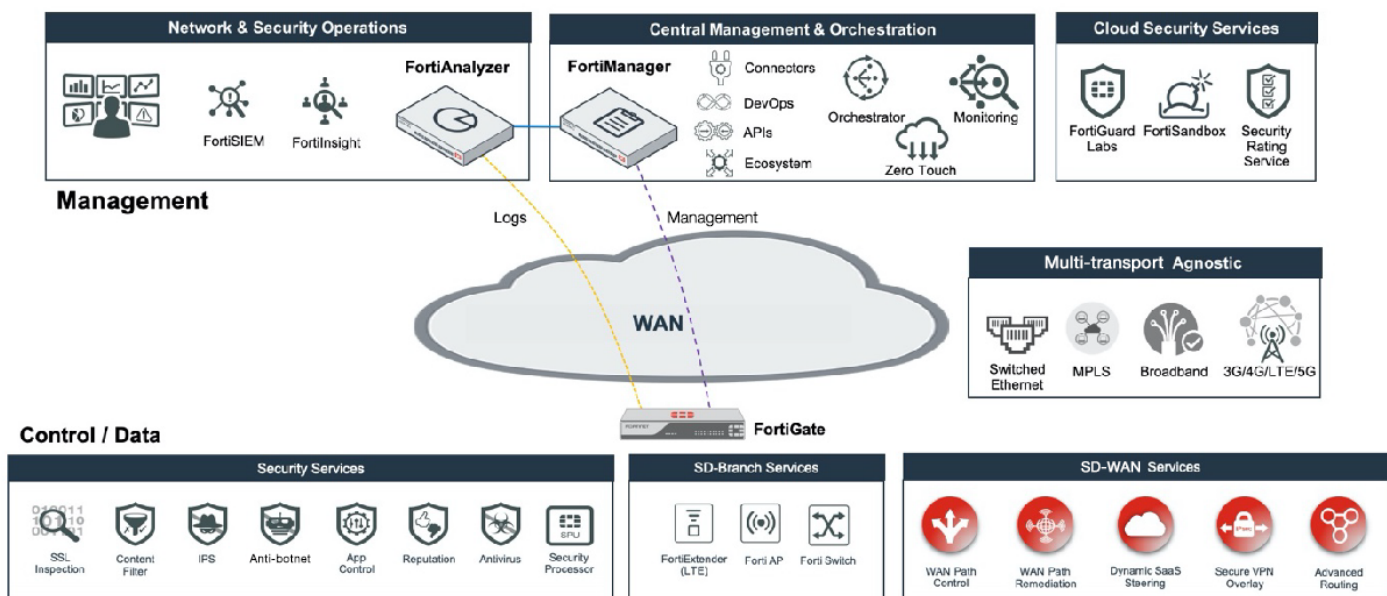 Network & Security Operations
FortiAnalyzer
FortiSIEM
FortiInsight
Central Management & Orchestration
FortiManager
Connectors
DevOps
APIs
Ecosystem
Orchestrator
Monitoring
Zero Touch
Cloud Security Services
FortiGuard
Labs
FortiSandbox
Security
Rating
Service
Management
Logs
Management
WAN
Multi-transport Agnostic
Switched
Ethernet
MPLS
Broadband
3G/4G/LTE/5G
FortiGate
Control / Data
Security Services
SSL
Inspection
Content
Filter
IPS
Anti-botnet
App
Control
Reputation
Antivirus
SPU
Security
Processor
SD-Branch Services
FortiExtender
(LTE)
Forti AP
Forti Switch
SD-WAN Services
WAN Path
Control
WAN Path
Remediation
Dynamic SaaS
Steering
Secure VPN
Overlay
Advanced
Routing